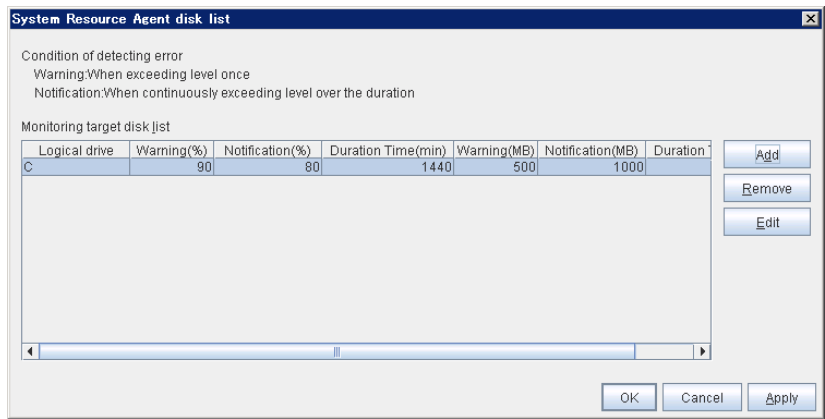 System Resource Agent disk list
Condition of detecting error
Warning:When exceeding level once
Notification:When continuously exceeding level over the duration
Monitoring target disk list
Logical drive Warning(%) Notification(%) Duration Time(min) Warning(MB) Notification(MB) Duration
C 90 80 1440 500 1000
Add
Remove
Edit
OK Cancel Apply